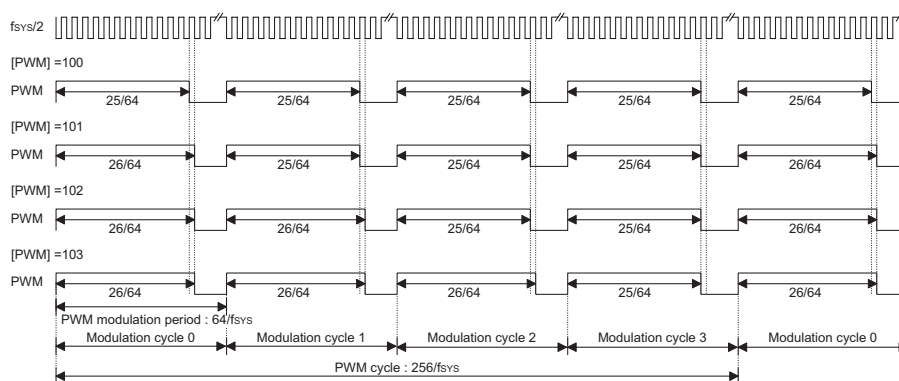 fSYS/2
[PWM] =100
PWM
25/64 25/64 25/64 25/64 25/64
[PWM] =101
PWM
26/64 25/64 25/64 25/64 26/64
[PWM] =102
PWM
26/64 26/64 25/64 25/64 26/64
[PWM] =103
PWM
26/64 26/64 26/64 25/64 26/64
PWM modulation period : 64/fSYS
Modulation cycle 0 Modulation cycle 1 Modulation cycle 2 Modulation cycle 3 Modulation cycle 0
PWM cycle : 256/fSYS